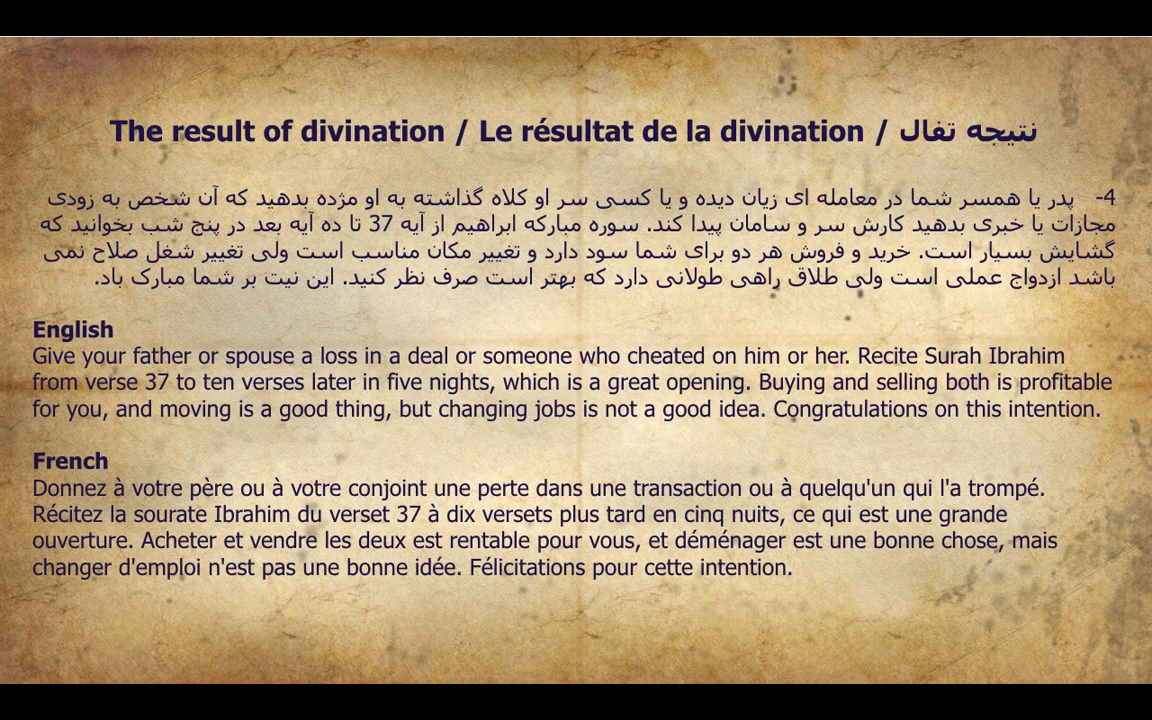 The result of divination / Le résultat de la divination / نتیجه تفال
4- پدر یا همسر شما در معامله ای زیان دیده و یا کسی سر او کلاه گذاشته به او مژده بدهید که آن شخص به زودی
مجازات یا خبری بدهید کارش سر و سامان پیدا کند. سوره مبارکه ابراهیم از آیه 37 تا ده آیه بعد در پنج شب بخوانید که
گشایش بسیار است. خرید و فروش هر دو برای شما سود دارد و تغییر مکان مناسب است ولی تغییر شغل صلاح نمی
باشد ازدواج عملی است ولی طلاق راهی طولانی دارد که بهتر است صرف نظر کنید. این نیت بر شما مبارک باد.
English
Give your father or spouse a loss in a deal or someone who cheated on him or her. Recite Surah Ibrahim
from verse 37 to ten verses later in five nights, which is a great opening. Buying and selling both is profitable
for you, and moving is a good thing, but changing jobs is not a good idea. Congratulations on this intention.
French
Donnez à votre père ou à votre conjoint une perte dans une transaction ou à quelqu'un qui l'a trompé.
Récitez la sourate Ibrahim du verset 37 à dix versets plus tard en cinq nuits, ce qui est une grande
ouverture. Acheter et vendre les deux est rentable pour vous, et déménager est une bonne chose, mais
changer d'emploi n'est pas une bonne idée. Félicitations pour cette intention.